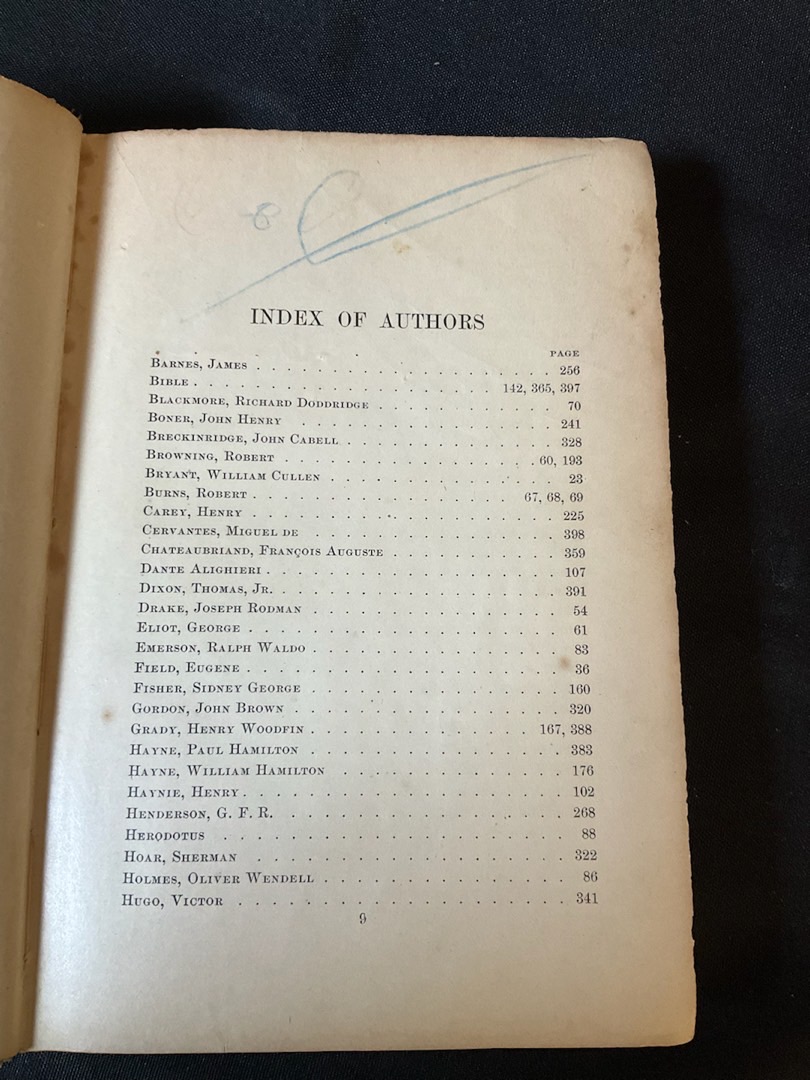 8
INDEX OF AUTHORS
PAGE
BARNES, JAMES . . . . . . . . . . . . . . . . . . . . 256
BIBLE . . . . . . . . . . . . . . . . . . . . 142, 365, 397
BLACKMORE, RICHARD DODDRIDGE . . . . . . . . . . . . 70
BONER, JOHN HENRY . . . . . . . . . . . . . . . . . 241
BRECKINRIDGE, JOHN CABELL . . . . . . . . . . . . . . 328
BROWNING, ROBERT . . . . . . . . . . . . . . . . . 60, 193
BRYANT, WILLIAM CULLEN . . . . . . . . . . . . . . . 23
BURNS, ROBERT . . . . . . . . . . . . . . . . . 67, 68, 69
CAREY, HENRY . . . . . . . . . . . . . . . . . . . . 225
CERVANTES, MIGUEL DE . . . . . . . . . . . . . . . . 398
CHATEAUBRIAND, FRANÇOIS AUGUSTE . . . . . . . . . . . 359
DANTE ALIGHIERI . . . . . . . . . . . . . . . . . . . 107
DIXON, THOMAS, JR. . . . . . . . . . . . . . . . . . . 391
DRAKE, JOSEPH RODMAN . . . . . . . . . . . . . . . . 54
ELIOT, GEORGE . . . . . . . . . . . . . . . . . . . . 61
EMERSON, RALPH WALDO . . . . . . . . . . . . . . . . 83
FIELD, EUGENE . . . . . . . . . . . . . . . . . . . . 36
FISHER, SIDNEY GEORGE . . . . . . . . . . . . . . . . 160
GORDON, JOHN BROWN . . . . . . . . . . . . . . . . . 320
GRADY, HENRY WOODFIN . . . . . . . . . . . . . . . 167, 388
HAYNE, PAUL HAMILTON . . . . . . . . . . . . . . . . 383
HAYNE, WILLIAM HAMILTON . . . . . . . . . . . . . . . 176
HAYNIE, HENRY . . . . . . . . . . . . . . . . . . . . 102
HENDERSON, G. F. R. . . . . . . . . . . . . . . . . . . 268
HERODOTUS . . . . . . . . . . . . . . . . . . . . . 88
HOAR, SHERMAN . . . . . . . . . . . . . . . . . . . 322
HOLMES, OLIVER WENDELL . . . . . . . . . . . . . . . 86
HUGO, VICTOR . . . . . . . . . . . . . . . . . . . . 341
9